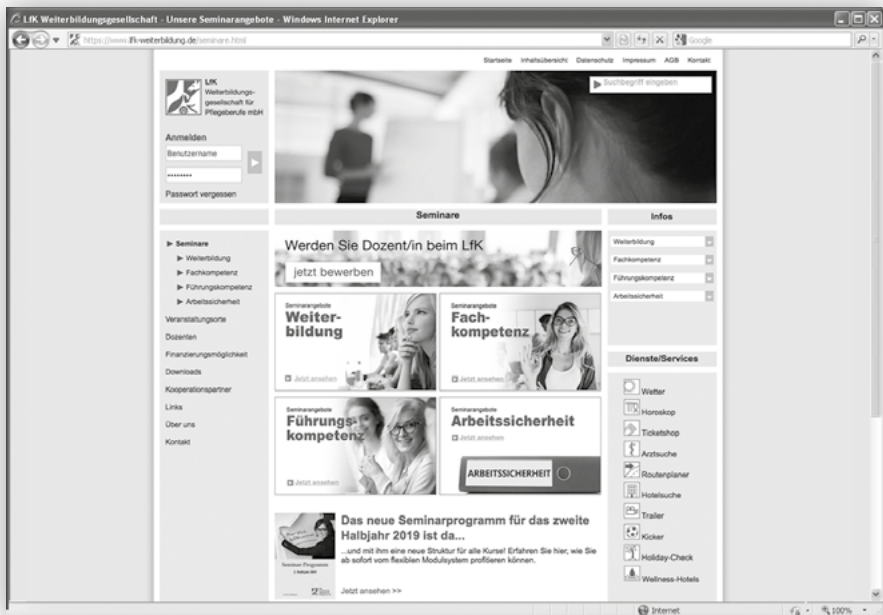 LfK Weiterbildungsgesellschaft - Unsere Seminarangebote - Windows Internet Explorer
https://www.lfk-weiterbildung.de/seminare.html
Google
Startseite Inhaltsübersicht Datenschutz Impressum AGB Kontakt
LfK
Weiterbildungs-
gesellschaft für
Pflegeberufe mbH
Suchbegriff eingeben
Anmelden
Benutzername
Passwort vergessen
Seminare
Infos
Seminare
Weiterbildung
Fachkompetenz
Führungskompetenz
Arbeitssicherheit
Veranstaltungsorte
Dozenten
Finanzierungsmöglichkeit
Downloads
Kooperationspartner
Links
Über uns
Kontakt
Werden Sie Dozent/in beim LfK
jetzt bewerben
Seminarangebote
Weiter-
bildung
Jetzt ansehen
Seminarangebote
Fach-
kompetenz
Jetzt ansehen
Seminarangebote
Führungs-
kompetenz
Jetzt ansehen
Seminarangebote
Arbeitssicherheit
Jetzt ansehen
ARBEITSSICHERHEIT
Seminar-Programm
2. Halbjahr 2019
Das neue Seminarprogramm für das zweite
Halbjahr 2019 ist da...
...und mit ihm eine neue Struktur für alle Kurse! Erfahren Sie hier, wie Sie
ab sofort vom flexiblen Modulsystem profitieren können.
Jetzt ansehen >>
Weiterbildung
Fachkompetenz
Führungskompetenz
Arbeitssicherheit
Dienste/Services
Wetter
Horoskop
Ticketshop
Arztsuche
Routenplaner
Hotelsuche
Trailer
Kicker
Holiday-Check
Wellness-Hotels
Internet
100%